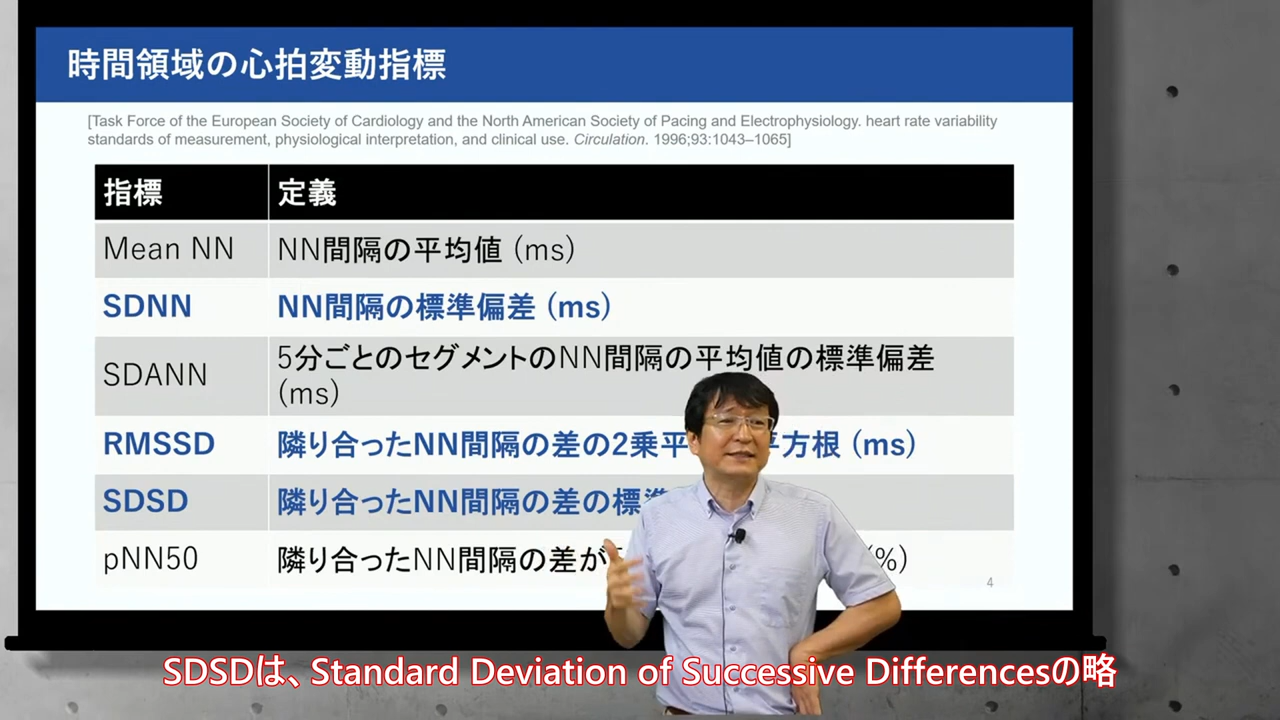 時間領域の心拍変動指標
[Task Force of the European Society of Cardiology and the North American Society of Pacing and Electrophysiology. heart rate variability
standards of measurement, physiological interpretation, and clinical use. Circulation. 1996;93:1043–1065]
指標 定義
Mean NN NN間隔の平均値 (ms)
SDNN NN間隔の標準偏差 (ms)
SDANN 5分ごとのセグメントのNN間隔の平均値の標準偏差
(ms)
RMSSD 隣り合ったNN間隔の差の2乗平 方根 (ms)
SDSD 隣り合ったNN間隔の差の標
pNN50 隣り合ったNN間隔の差が (%)
4
SDSDは、Standard Deviation of Successive Differencesの略